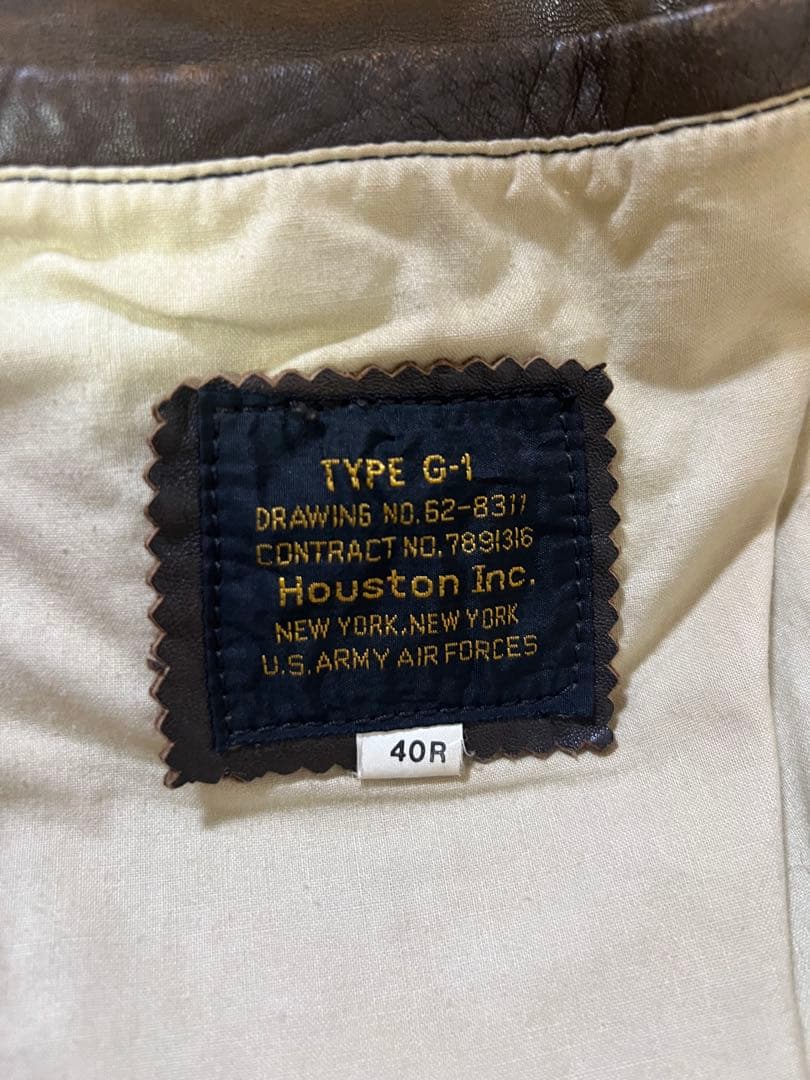 TYPE G-1
DRAWING NO.62-8311
CONTRACT NO.7891316
Houston Inc.
NEW YORK.NEW YORK
U.S.ARMY AIR FORCES
40R